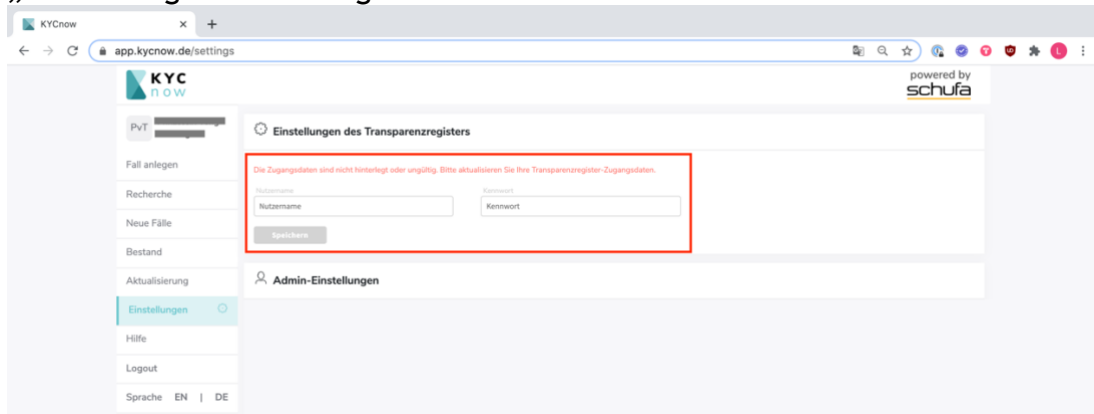 KYCnow
app.kycnow.de/settings
KYC
now
powered by
schufa
PvT
Einstellungen des Transparenzregisters
Fall anlegen
Die Zugangsdaten sind nicht hinterlegt oder ungültig. Bitte aktualisieren Sie Ihre Transparenzregister-Zugangsdaten.
Recherche
Nutzername
Kennwort
Nutzername
Kennwort
Neue Fälle
Speichern
Bestand
Aktualisierung
Admin-Einstellungen
Einstellungen
Hilfe
Logout
Sprache EN | DE